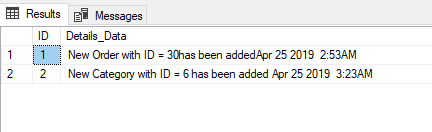 Results Messages
ID Details_Data
1 1 New Order with ID = 30has been addedApr 25 2019  2:53AM
2 2 New Category with ID = 6 has been added Apr 25 2019  3:23AM